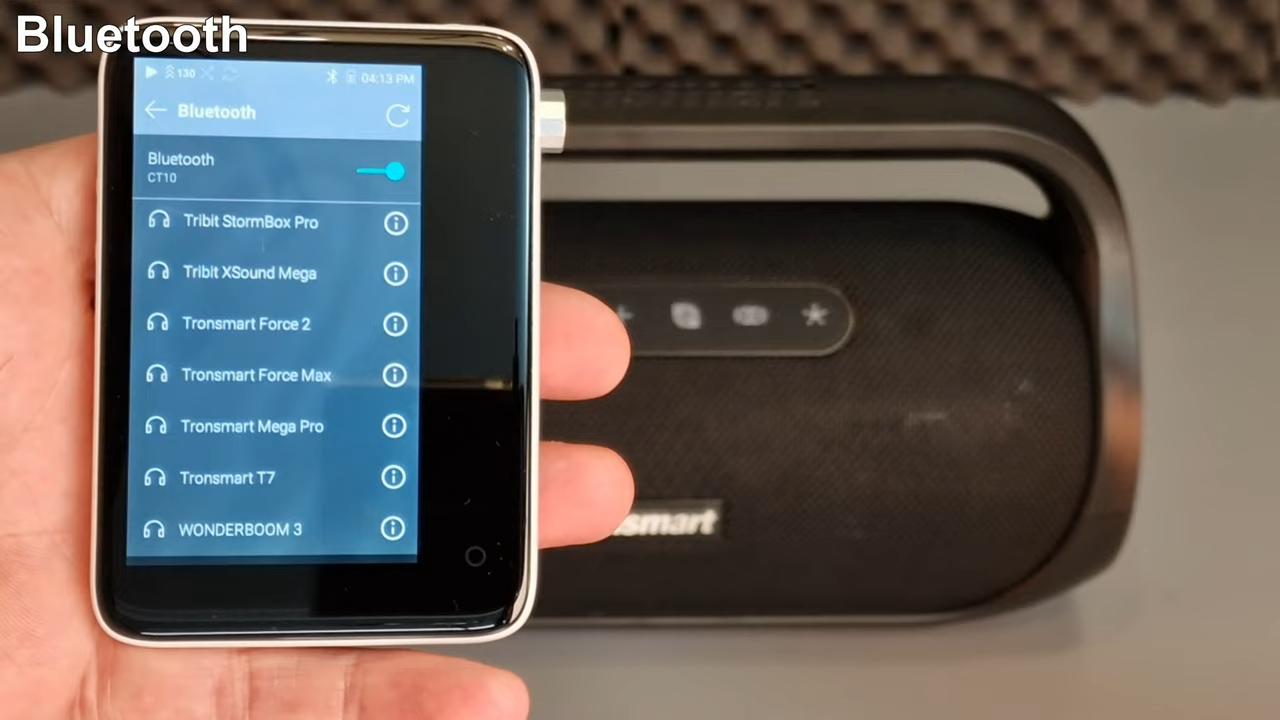 Bluetooth
130
04:13 PM
Bluetooth
Bluetooth
CT10
Tribit StormBox Pro
Tribit XSound Mega
Tronsmart Force 2
Tronsmart Force Max
Tronsmart Mega Pro
Tronsmart T7
WONDERBOOM 3
smart